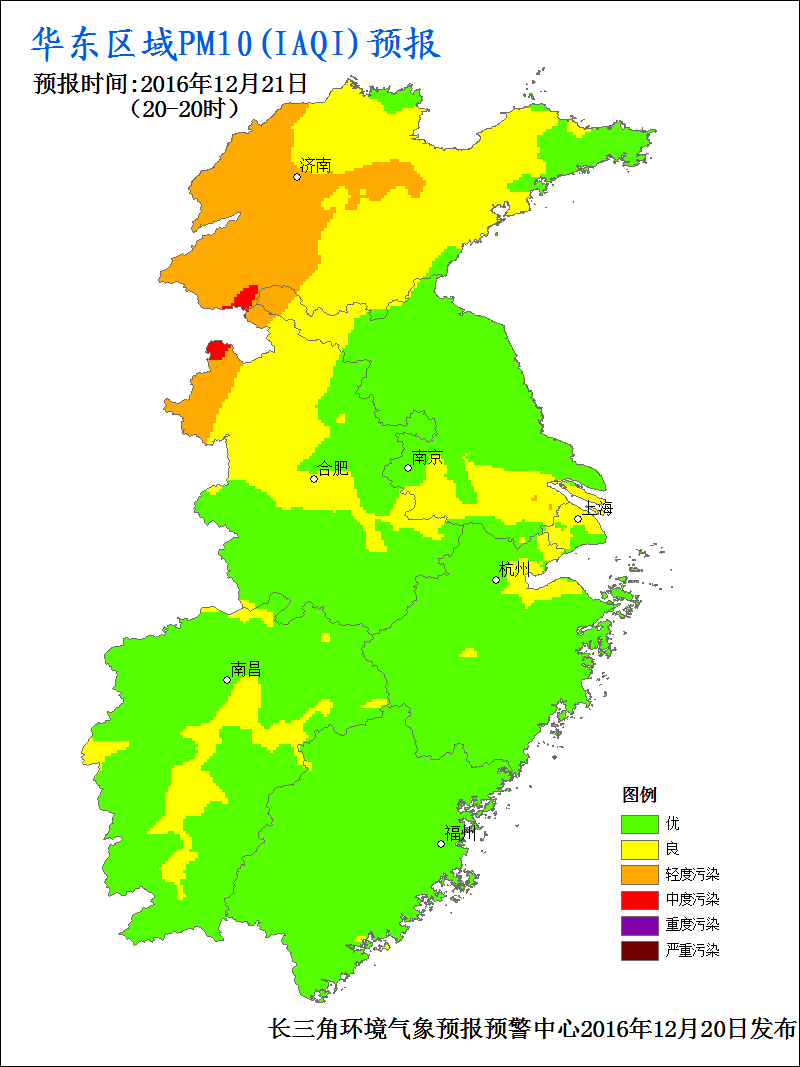 华东区域PM10(IAQI)预报
预报时间:2016年12月21日
（20-20时）
济南
南京
合肥
上海
杭州
南昌
福州
图例
优
良
轻度污染
中度污染
重度污染
严重污染
长三角环境气象预报预警中心2016年12月20日发布